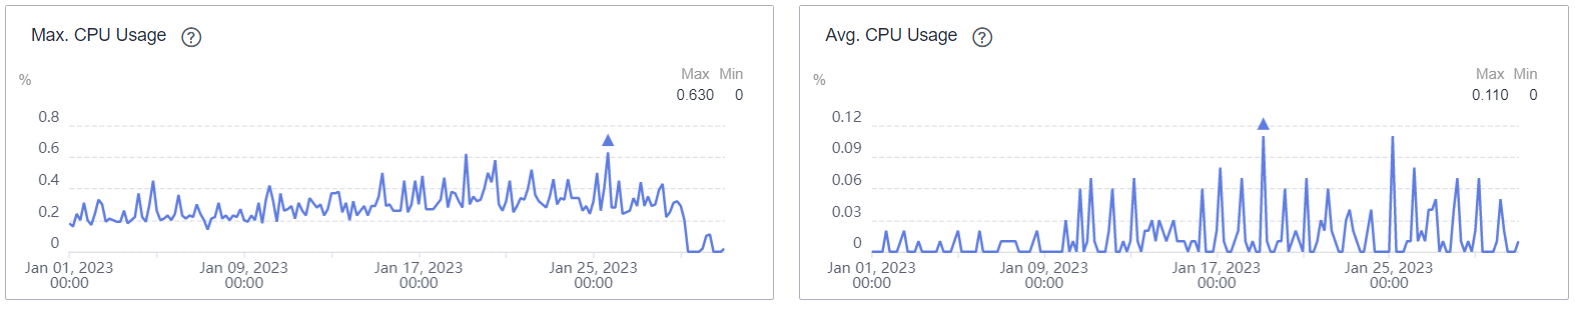 Max. CPU Usage ?
%
Max Min
0.630 0
0.8
0.6
0.4
0.2
0
Jan 01, 2023 Jan 09, 2023 Jan 17, 2023 Jan 25, 2023
00:00 00:00 00:00 00:00
Avg. CPU Usage ?
%
Max Min
0.110 0
0.12
0.09
0.06
0.03
0
Jan 01, 2023 Jan 09, 2023 Jan 17, 2023 Jan 25, 2023
00:00 00:00 00:00 00:00